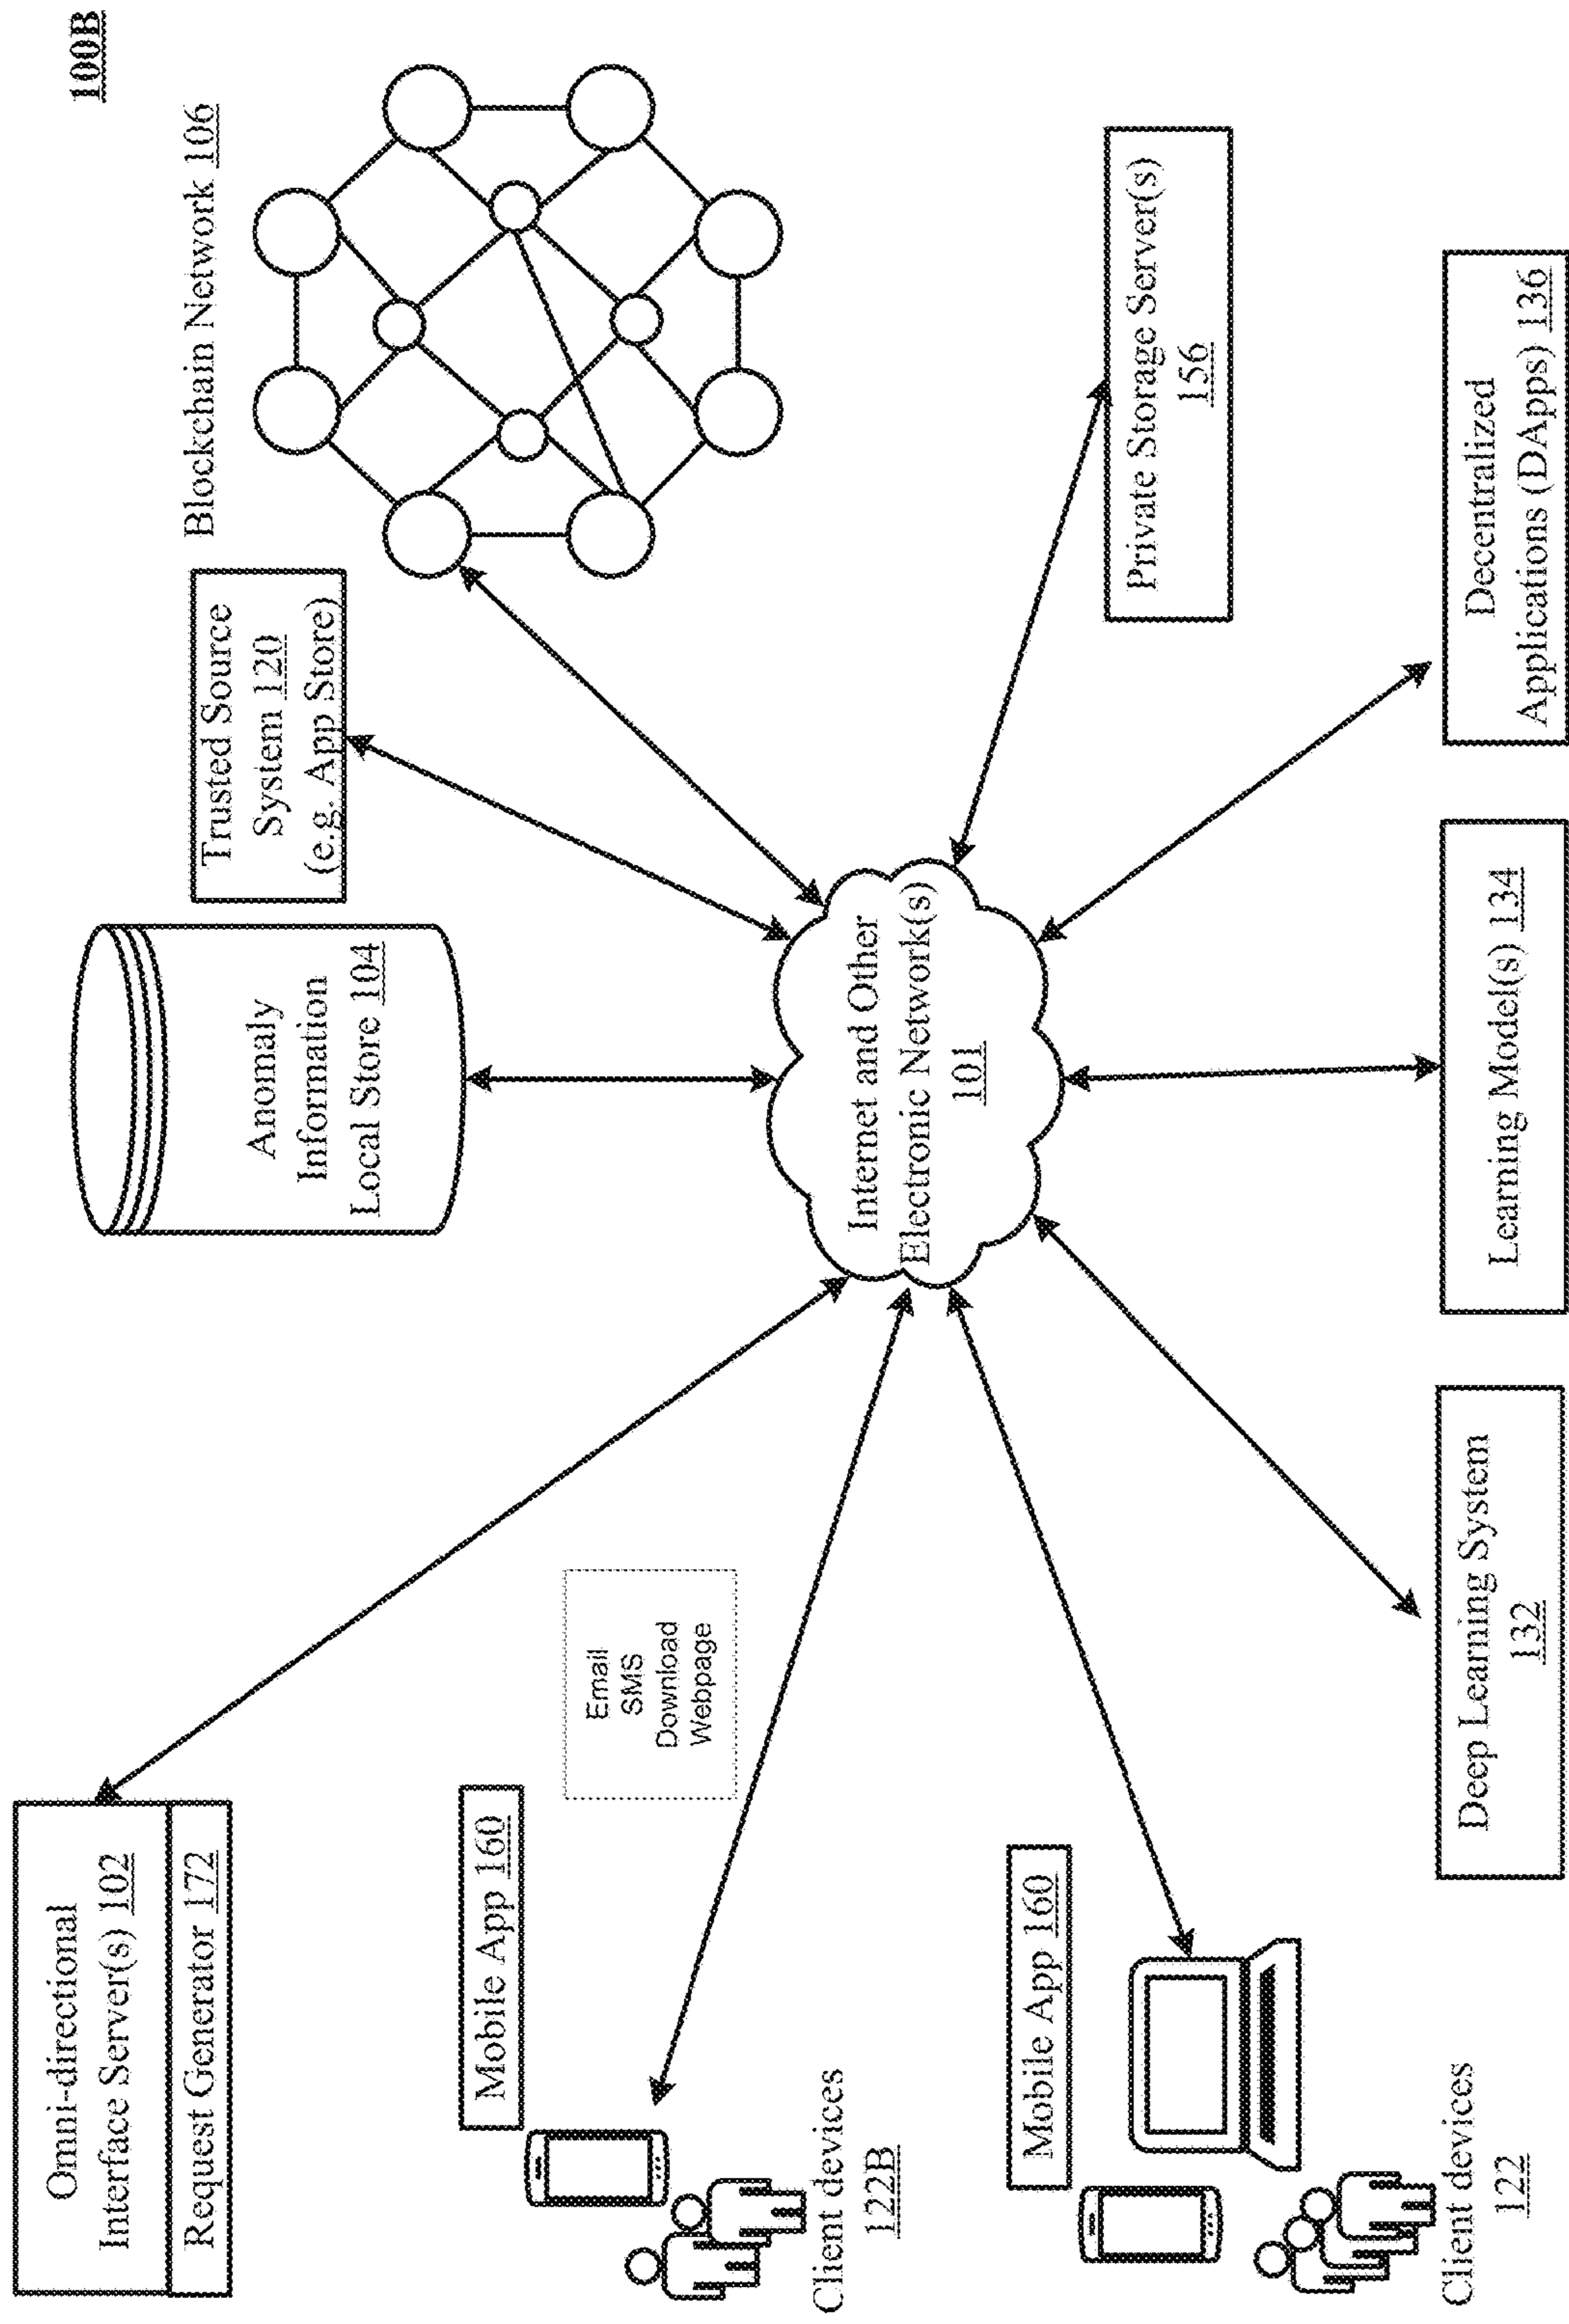 100B
Omni-directional
Interface Server(s) 102
Request Generator 172
Anomaly
Information
Local Store 104
Trusted Source
System 120
(e.g. App Store)
Blockchain Network 106
Mobile App 160
Email
SMS
Download
Webpage
Client devices
122B
Internet and Other
Electronic Network(s)
101
Private Storage Server(s)
156
Mobile App 160
Client devices
122
Deep Learning System
132
Learning Model(s) 134
Decentralized
Applications (DApps) 136